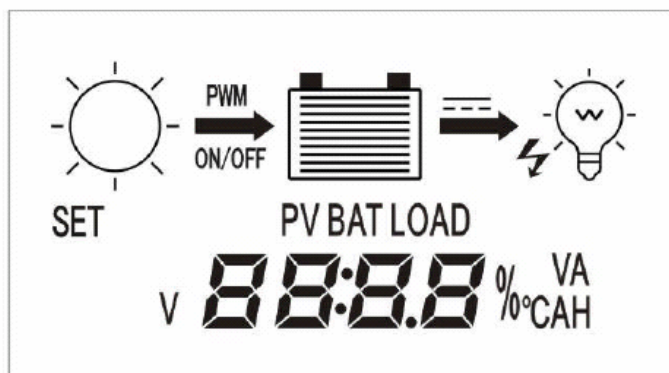 PWM
ON/OFF
SET
PV BAT LOAD
V 88:8.8 % VA
°CAH